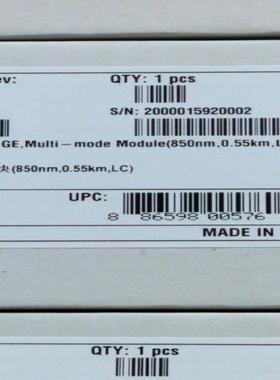 ev: QTY: 1 pcs
S/N: 2000015920002
GE,Multi-mode Module(850nm,0.55km,L
块(850nm,0.55km,LC)
UPC:
8 86598 00576
MADE IN
QTY: 1 pcs